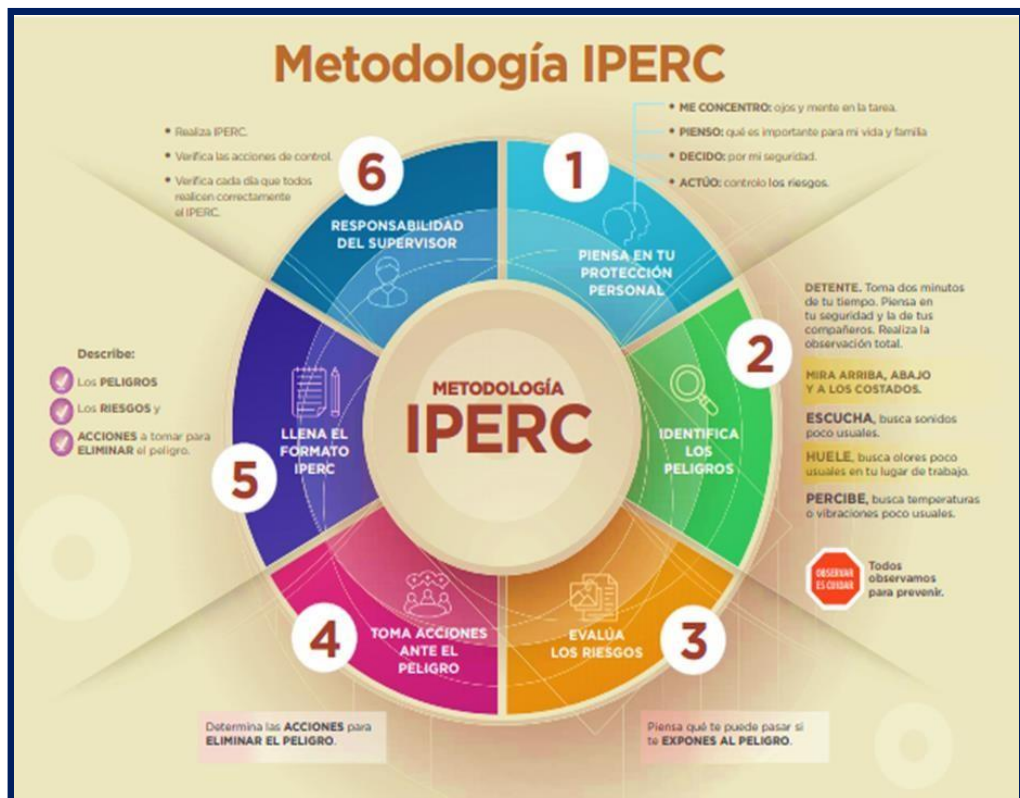 Metodología IPERC
• ME CONCENTRO: ojos y mente en la tarea.
• PIENSO: qué es importante para mi vida y familia
• DECIDO: por mi seguridad.
• ACTÚO: controlo los riesgos.
1
PIENSA EN TU
PROTECCIÓN
PERSONAL
2
IDENTIFICA
LOS
PELIGROS
DETENTE. Toma dos minutos
de tu tiempo. Piensa en
tu seguridad y la de tus
compañeros. Realiza la
observación total.
MIRA ARRIBA, ABAJO
Y A LOS COSTADOS.
ESCUCHA, busca sonidos
poco usuales.
HUELE, busca olores poco
usuales en tu lugar de trabajo.
PERCIBE, busca temperaturas
o vibraciones poco usuales.
OBSERVAR
ES CUIDAR
Todos
observamos
para prevenir.
3
EVALÚA
LOS RIESGOS
Piensa qué te puede pasar si
te EXPONES AL PELIGRO.
4
TOMA ACCIONES
ANTE EL
PELIGRO
Determina las ACCIONES para
ELIMINAR EL PELIGRO.
5
LLENA EL
FORMATO
IPERC
Describe:
Los PELIGROS
Los RIESGOS y
ACCIONES a tomar para
ELIMINAR el peligro.
6
RESPONSABILIDAD
DEL SUPERVISOR
• Realiza IPERC.
• Verifica las acciones de control.
• Verifica cada día que todos
realicen correctamente
el IPERC.
METODOLOGÍA
IPERC